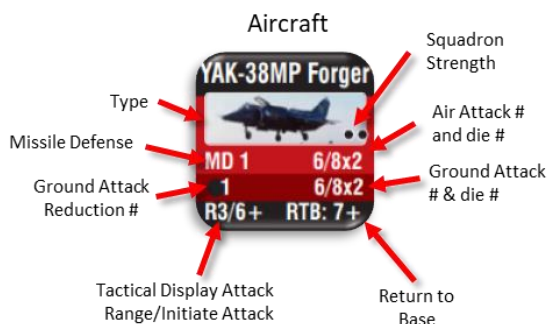 Aircraft
Squadron
Strength
YAK-38MP Forger
Type
Air Attack #
and die #
Missile Defense
MD 1 6/8x2
Ground Attack
Reduction #
1 6/8x2
Ground Attack
# & die #
R3/6+ RTB: 7+
Tactical Display Attack
Range/Initiate Attack
Return to
Base